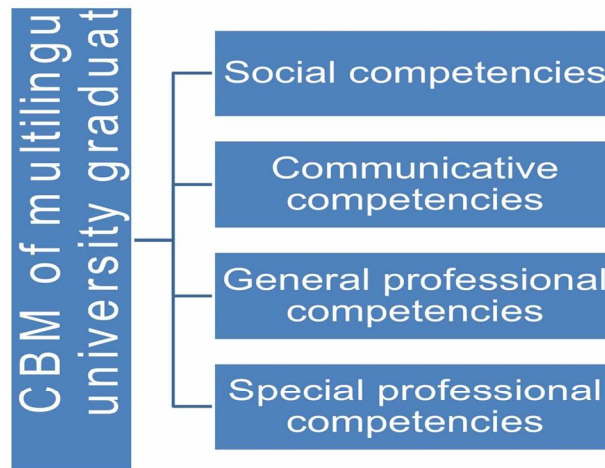 CBM of multilingu
university graduat
Social competencies
Communicative
competencies
General professional
competencies
Special professional
competencies